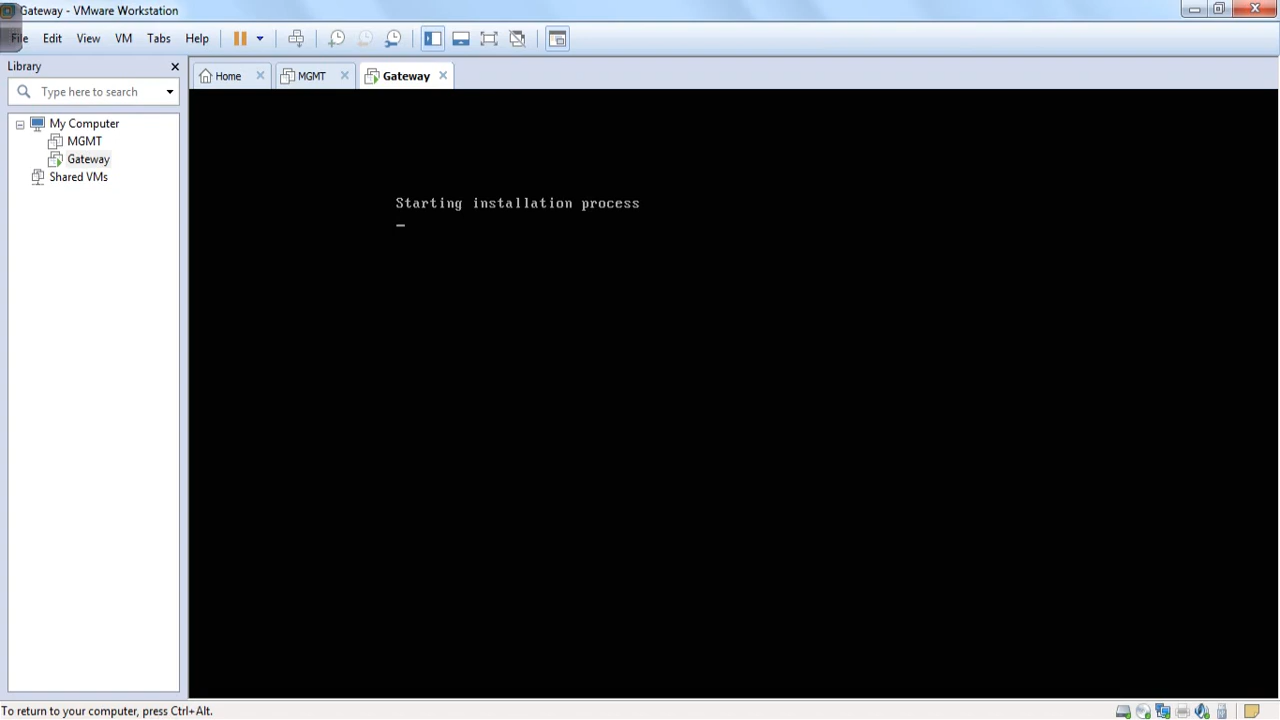 Gateway - VMware Workstation
File Edit View VM Tabs Help
Library
Type here to search
My Computer
MGMT
Gateway
Shared VMs
Home MGMT Gateway
Starting installation process
To return to your computer, press Ctrl+Alt.